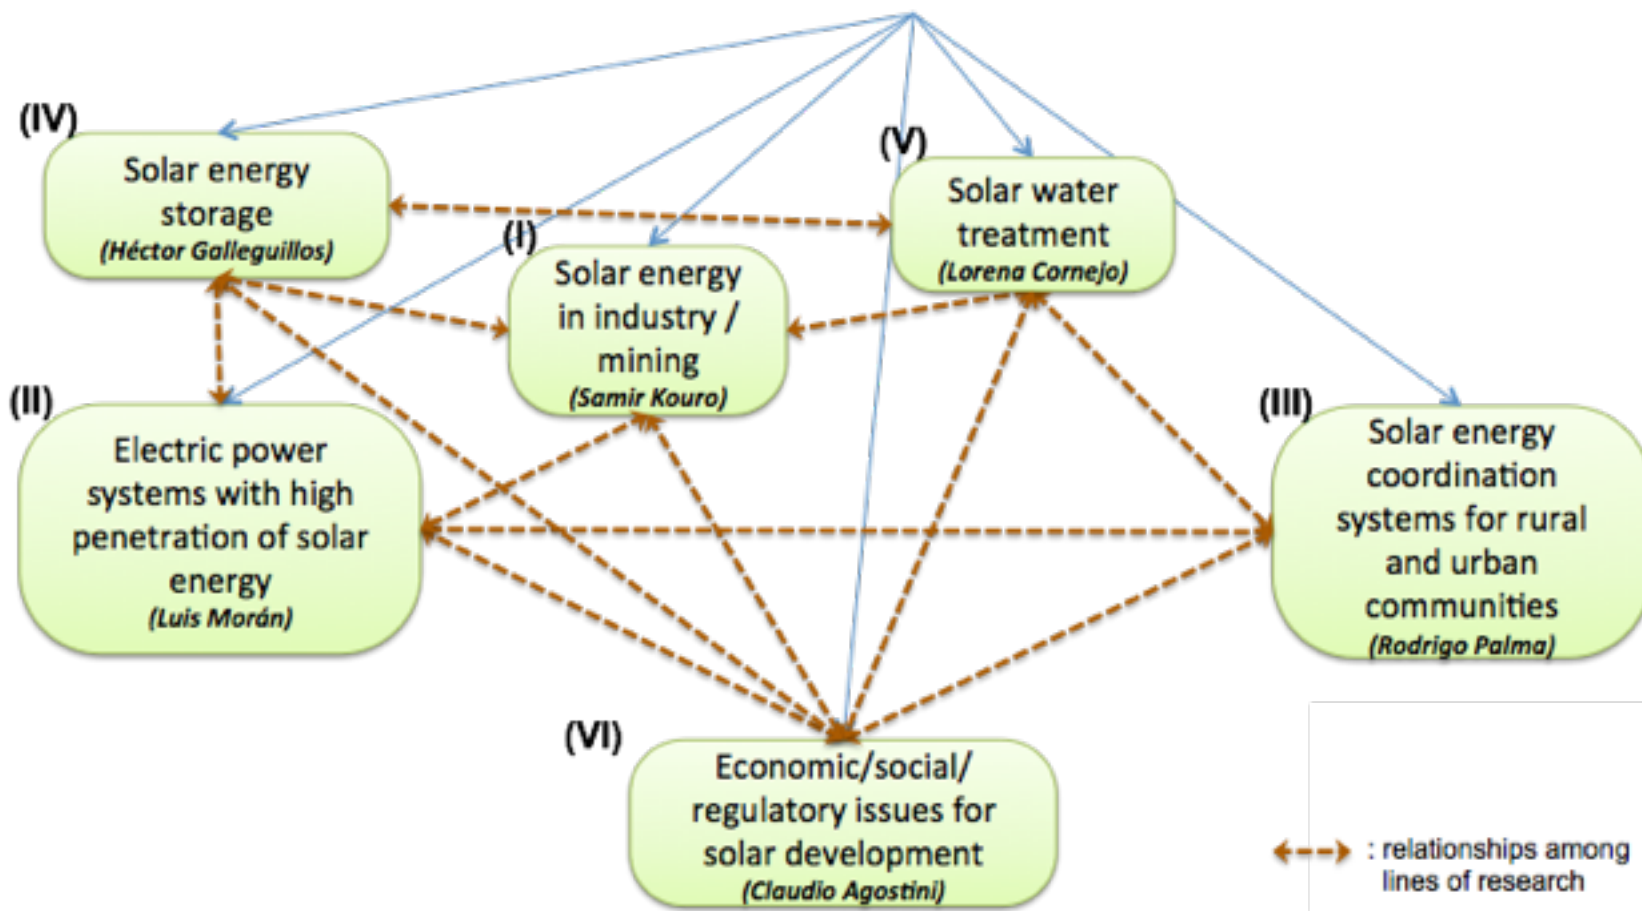 (IV)
Solar energy
storage
(Héctor Galleguillos)
(V)
Solar water
treatment
(Lorena Cornejo)
(I)
Solar energy
in industry /
mining
(Samir Kouro)
(II)
Electric power
systems with high
penetration of solar
energy
(Luis Morán)
(III)
Solar energy
coordination
systems for rural
and urban
communities
(Rodrigo Palma)
(VI)
Economic/social/
regulatory issues for
solar development
(Claudio Agostini)
: relationships among
lines of research